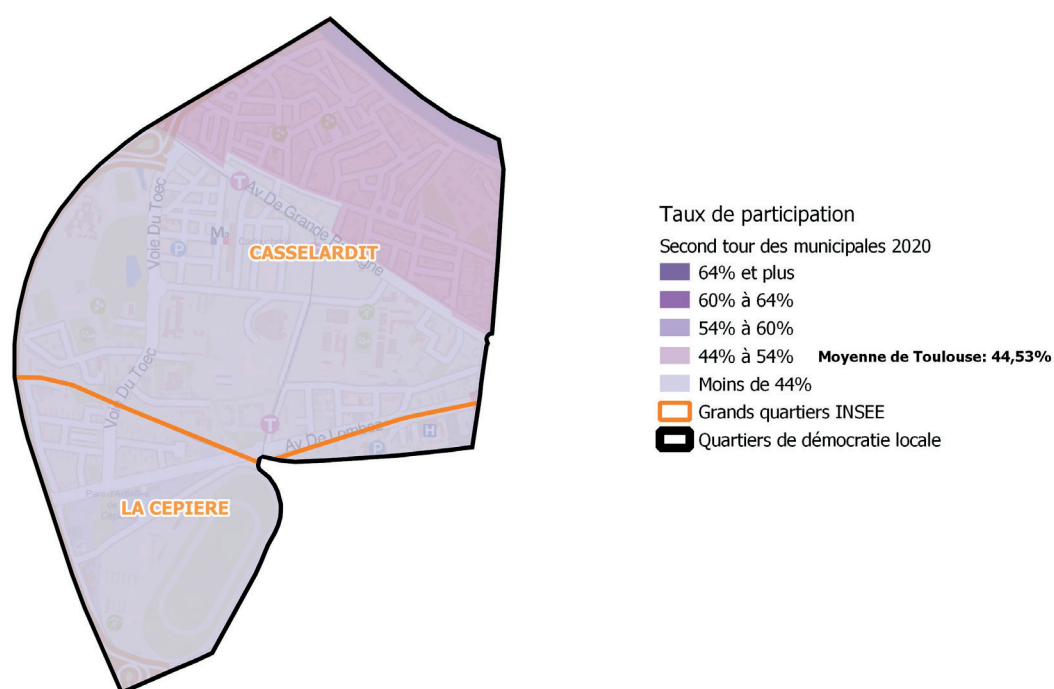 Voie Du Toec
Av. De Grande Bretagne
CASSELARDIT
Voie Du Toec
Av. De Lombez
LA CEPIERE
Taux de participation
Second tour des municipales 2020
64% et plus
60% à 64%
54% à 60%
44% à 54% Moyenne de Toulouse: 44,53%
Moins de 44%
Grands quartiers INSEE
Quartiers de démocratie locale